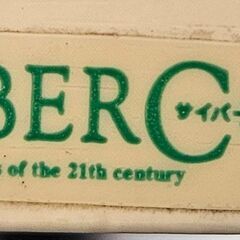 BERC
サイバー
s of the 21th century